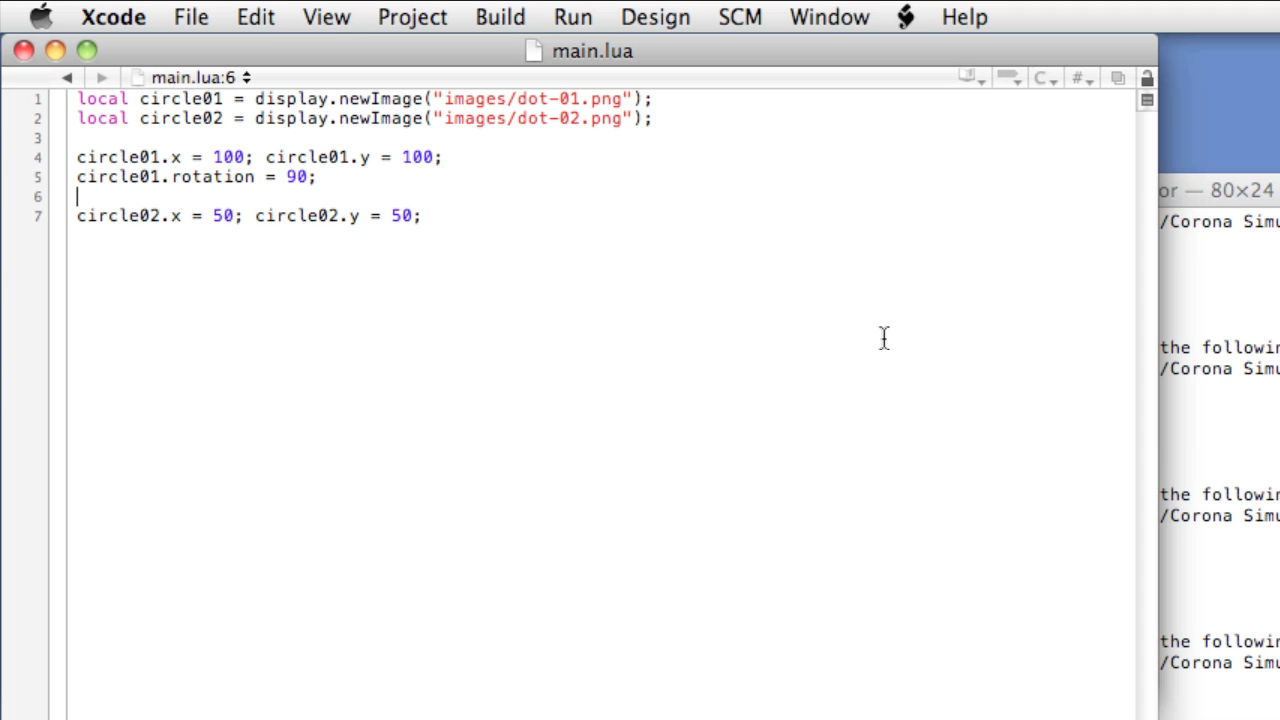 Xcode File Edit View Project Build Run Design SCM Window Help
main.lua
main.lua:6 C #
1 local circle01 = display.newImage("images/dot-01.png");
2 local circle02 = display.newImage("images/dot-02.png");
3
4 circle01.x = 100; circle01.y = 100;
5 circle01.rotation = 90;
6
7 circle02.x = 50; circle02.y = 50;
or — 80×24
/Corona Simu
the followin
/Corona Simu
the followin
/Corona Simu
the followin
/Corona Simu